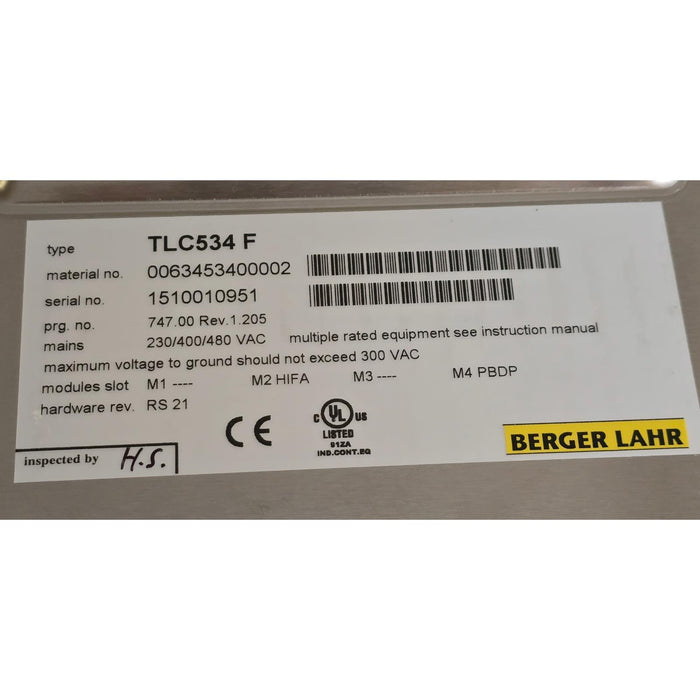 type TLC534 F
material no. 0063453400002
serial no. 1510010951
prg. no. 747.00 Rev.1.205
mains 230/400/480 VAC multiple rated equipment see instruction manual
maximum voltage to ground should not exceed 300 VAC
modules slot M1 ---- M2 HIFA M3 ---- M4 PBDP
hardware rev. RS 21
CE
C UL US
LISTED
91ZA
IND.CONT.EQ
BERGER LAHR
inspected by H.S.